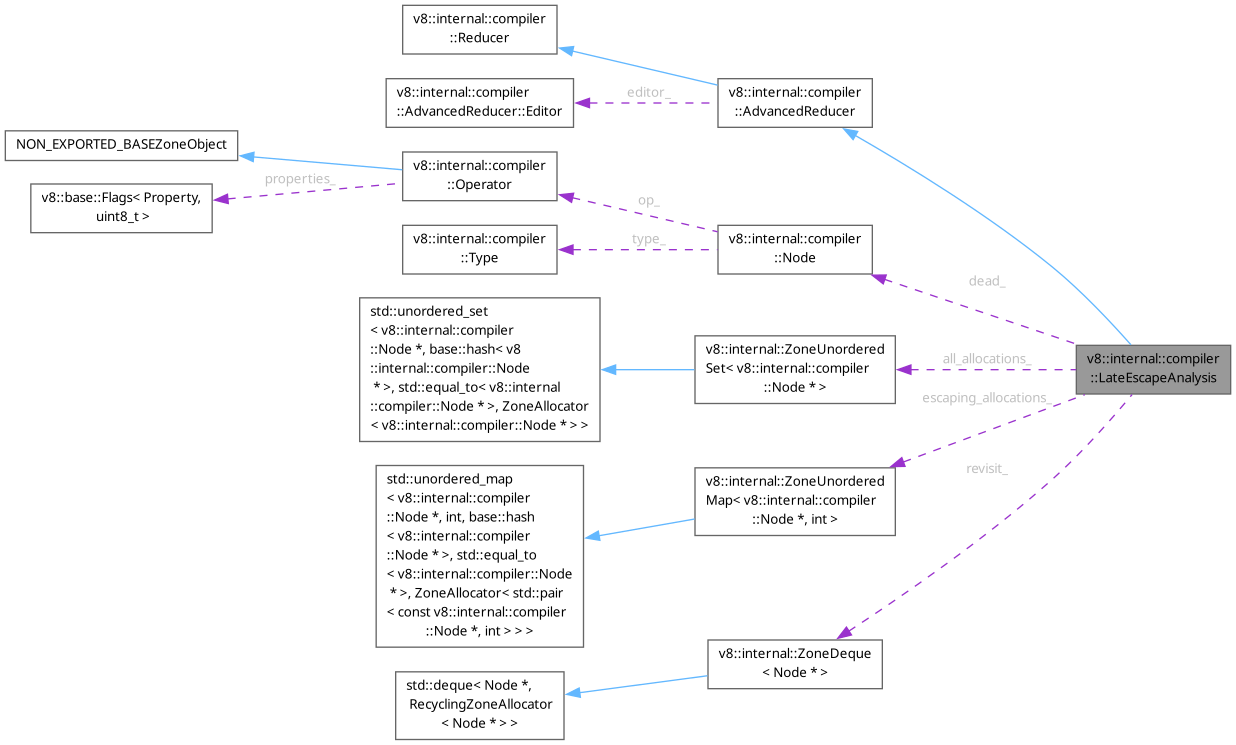 v8::internal::compiler
::Reducer
v8::internal::compiler
::AdvancedReducer::Editor
editor_
v8::internal::compiler
::AdvancedReducer
NON_EXPORTED_BASEZoneObject
v8::internal::compiler
::Operator
properties_
v8::base::Flags< Property,
uint8_t >
op_
v8::internal::compiler
::Type
type_
v8::internal::compiler
::Node
dead_
std::unordered_set
< v8::internal::compiler
::Node *, base::hash< v8
::internal::compiler::Node
* >, std::equal_to< v8::internal
::compiler::Node * >, ZoneAllocator
< v8::internal::compiler::Node * > >
v8::internal::ZoneUnordered
Set< v8::internal::compiler
::Node * >
all_allocations_
v8::internal::compiler
::LateEscapeAnalysis
escaping_allocations_
std::unordered_map
< v8::internal::compiler
::Node *, int, base::hash
< v8::internal::compiler
::Node * >, std::equal_to
< v8::internal::compiler::Node
* >, ZoneAllocator< std::pair
< const v8::internal::compiler
::Node *, int > > >
v8::internal::ZoneUnordered
Map< v8::internal::compiler
::Node *, int >
revisit_
v8::internal::ZoneDeque
< Node * >
std::deque< Node *,
RecyclingZoneAllocator
< Node * > >